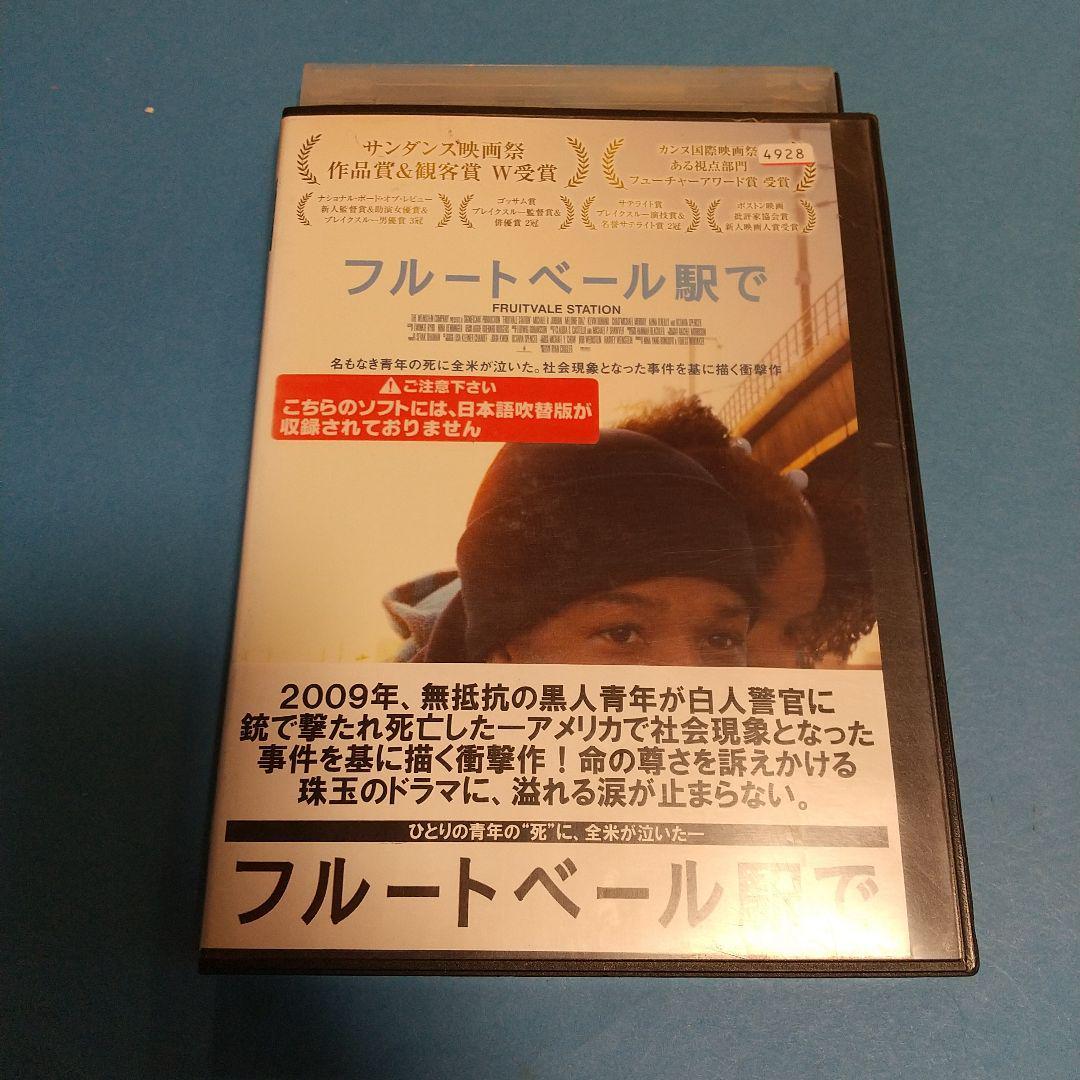 サンダンス映画祭
作品賞&観客賞 W受賞
カンヌ国際映画祭
ある視点部門
フューチャーアワード賞 受賞
4928
ナショナル・ボード・オブ・レビュー
新人監督賞&助演女優賞&
ブレイクスルー男優賞 3冠
ゴッサム賞
ブレイクスルー監督賞&
俳優賞 2冠
サテライト賞
ブレイクスルー演技賞&
名誉サテライト賞 2冠
ボストン映画
批評家協会賞
新人映画人賞受賞
フルートベール駅で
FRUITVALE STATION
名もなき青年の死に全米が泣いた。社会現象となった事件を基に描く衝撃作
ご注意下さい
こちらのソフトには、日本語吹替版が
収録されておりません
2009年、無抵抗の黒人青年が白人警官に
銃で撃たれ死亡した―アメリカで社会現象となった
事件を基に描く衝撃作!命の尊さを訴えかける
珠玉のドラマに、溢れる涙が止まらない。
ひとりの青年の“死”に、全米が泣いた―
フルートベール駅で